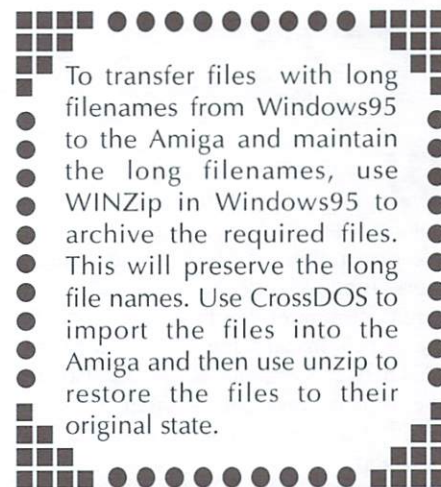 To transfer files with long
filenames from Windows95
to the Amiga and maintain
the long filenames, use
WINZip in Windows95 to
archive the required files.
This will preserve the long
file names. Use CrossDOS to
import the files into the
Amiga and then use unzip to
restore the files to their
original state.